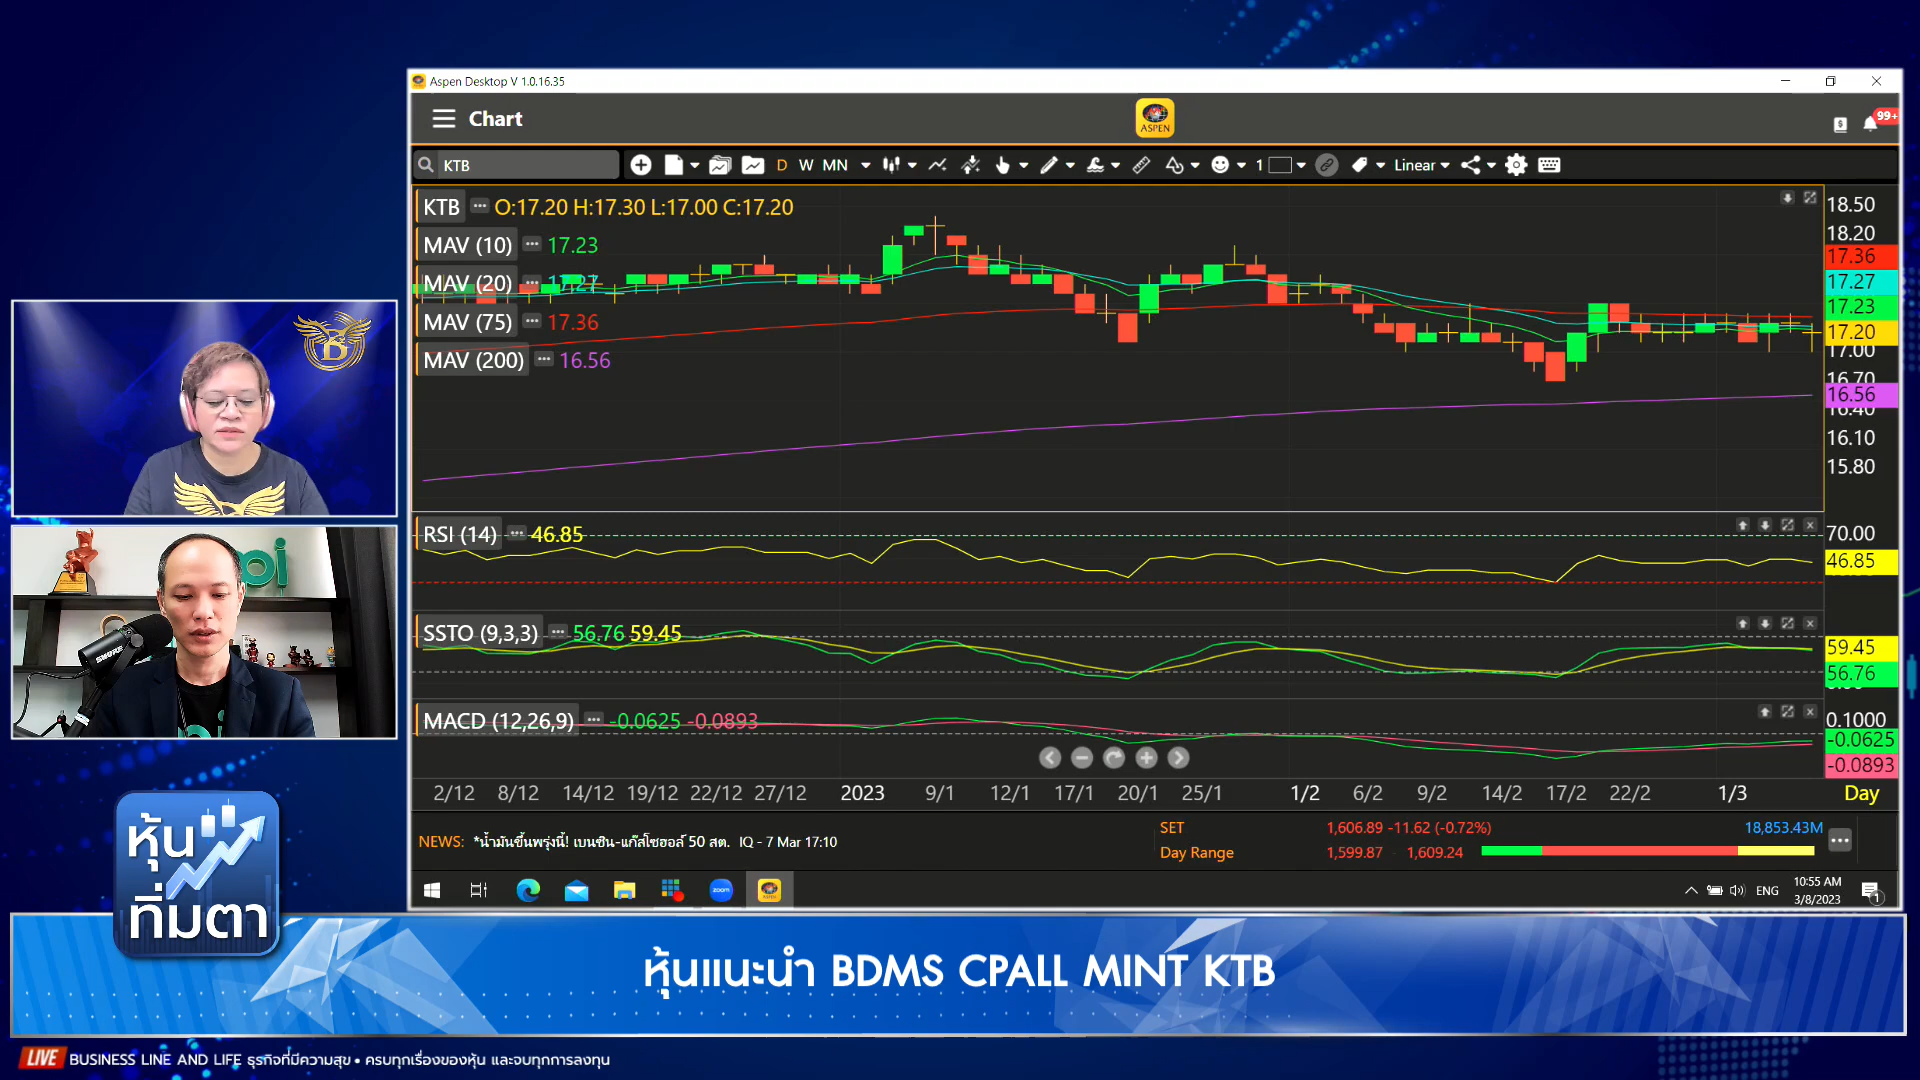 Aspen Desktop V 1.0.16.35
Chart
ASPEN
99+
KTB
D W MN
1
Linear
KTB O:17.20 H:17.30 L:17.00 C:17.20
MAV (10) 17.23
MAV (20) 17.27
MAV (75) 17.36
MAV (200) 16.56
18.50
18.20
17.36
17.27
17.23
17.20
17.00
16.70
16.56
16.40
16.10
15.80
RSI (14) 46.85
70.00
46.85
SSTO (9,3,3) 56.76 59.45
59.45
56.76
MACD (12,26,9) -0.0625 -0.0893
0.1000
-0.0625
-0.0893
2/12 8/12 14/12 19/12 22/12 27/12 2023 9/1 12/1 17/1 20/1 25/1 1/2 6/2 9/2 14/2 17/2 22/2 1/3 Day
NEWS: *น้ำมันขึ้นพรุ่งนี้! เบนซิน-แก๊สโซฮอล์ 50 สต. IQ - 7 Mar 17:10
SET 1,606.89 -11.62 (-0.72%) 18,853.43M
Day Range 1,599.87 - 1,609.24
zoom
ENG
10:55 AM
3/8/2023
1
SHURE
B
pi
หุ้น
ทิ่มตา
หุ้นแนะนำ BDMS CPALL MINT KTB
LIVE BUSINESS LINE AND LIFE ธุรกิจที่มีความสุข • ครบทุกเรื่องของหุ้น และจบทุกการลงทุน